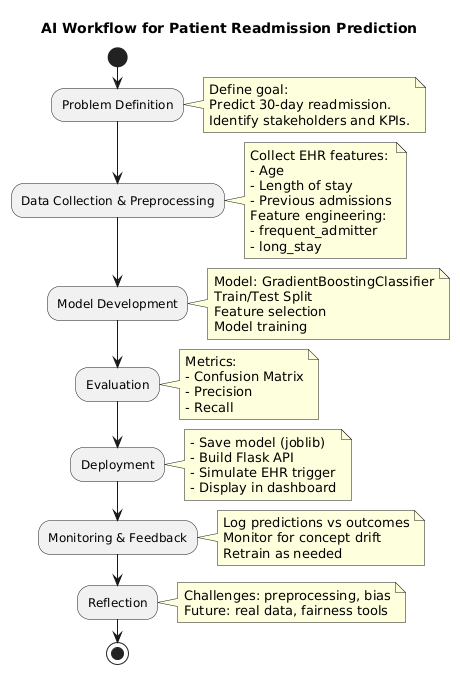 AI Workflow for Patient Readmission Prediction
Problem Definition
Define goal:
Predict 30-day readmission.
Identify stakeholders and KPIs.
Data Collection & Preprocessing
Collect EHR features:
- Age
- Length of stay
- Previous admissions
Feature engineering:
- frequent_admitter
- long_stay
Model Development
Model: GradientBoostingClassifier
Train/Test Split
Feature selection
Model training
Evaluation
Metrics:
- Confusion Matrix
- Precision
- Recall
Deployment
- Save model (joblib)
- Build Flask API
- Simulate EHR trigger
- Display in dashboard
Monitoring & Feedback
Log predictions vs outcomes
Monitor for concept drift
Retrain as needed
Reflection
Challenges: preprocessing, bias
Future: real data, fairness tools